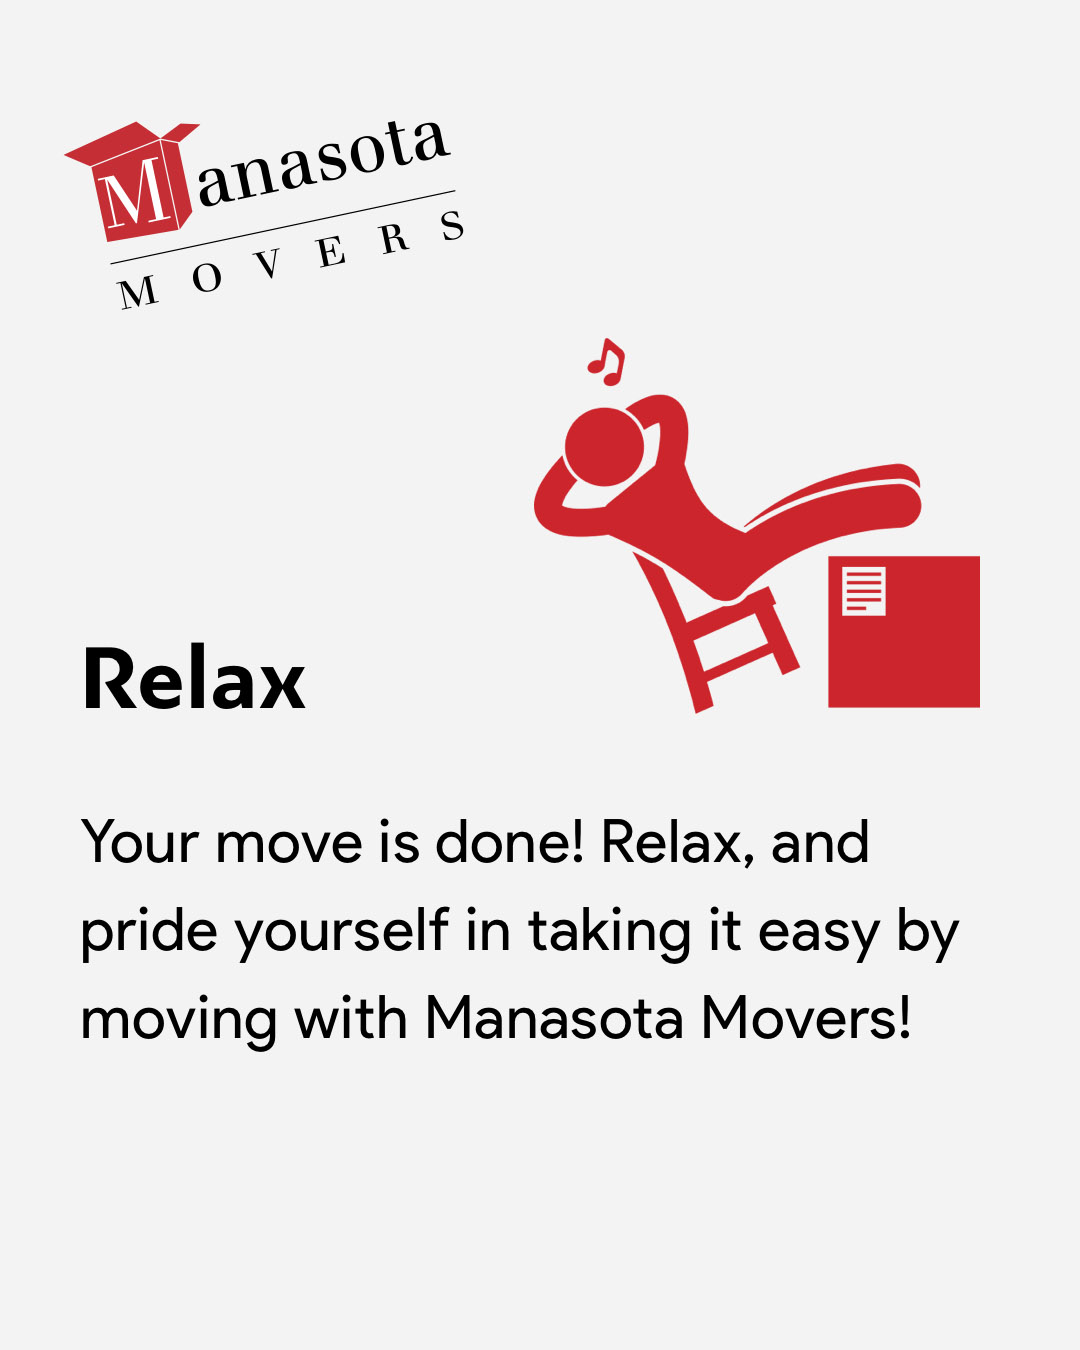 Manasota
MOVERS
Relax
Your move is done! Relax, and
pride yourself in taking it easy by
moving with Manasota Movers!